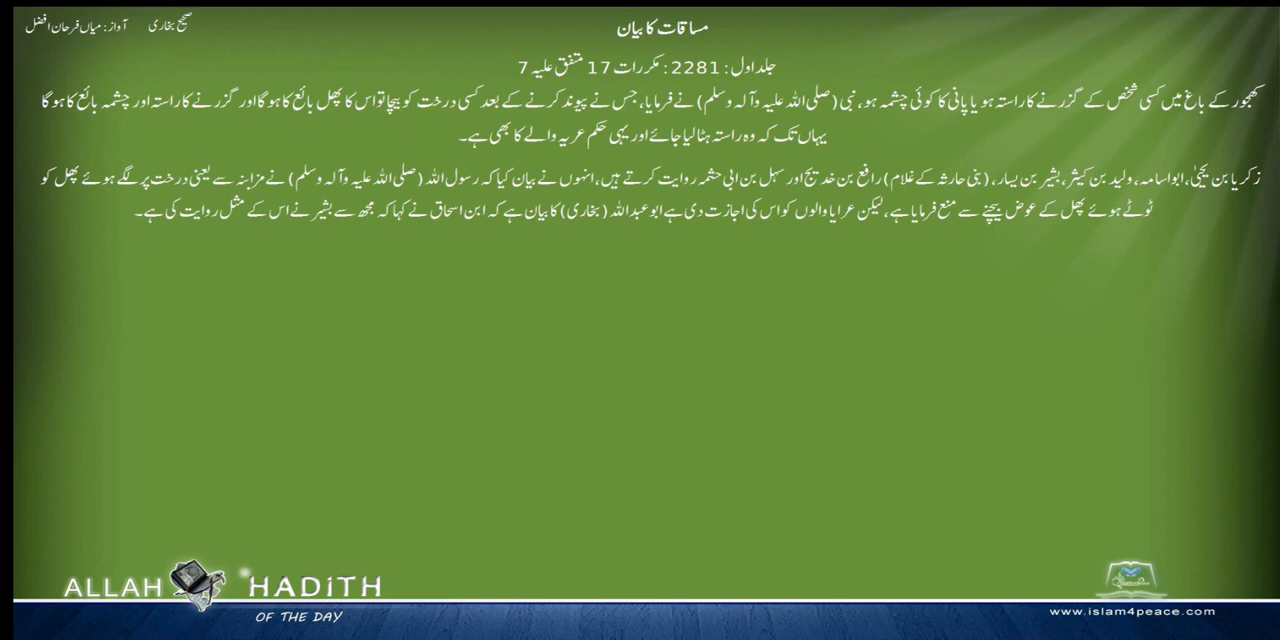 صحیح بخاری
آواز: میاں فرحان افضل
مساقات کا بیان
جلد اول : 2281 : مکررات 17 متفق علیہ 7
کھجور کے باغ میں کسی شخص کے گزرنے کا راستہ ہو یا پانی کا کوئی چشمہ ہو، نبی (صلی اللہ علیہ وآلہ وسلم) نے فرمایا، جس نے پیوند کرنے کے بعد کسی درخت کو بیچا تو اس کا پھل بائع کا ہوگا اور گزرنے کا راستہ اور چشمہ بائع کا ہوگا
یہاں تک کہ وہ راستہ ہٹا لیا جائے اور یہی حکم عریہ والے کا بھی ہے۔
زکریا بن یحیٰی، ابواسامہ، ولید بن کیثر، بشیر بن یسار، (بنی حارثہ کے غلام) رافع بن خدیج اور سہل بن ابی حثمہ روایت کرتے ہیں، انہوں نے بیان کیا کہ رسول اللہ (صلی اللہ علیہ وآلہ وسلم) نے مزابنہ سے یعنی درخت پر لگے ہوئے پھل کو
ٹوٹے ہوئے پھل کے عوض بیچنے سے منع فرمایا ہے، لیکن عرایا والوں کو اس کی اجازت دی ہے ابو عبداللہ (بخاری) کا بیان ہے کہ ابن اسحاق نے کہا کہ مجھ سے بشیر نے اس کے مثل روایت کی ہے۔
ALLAH HADITH
OF THE DAY
www.islam4peace.com